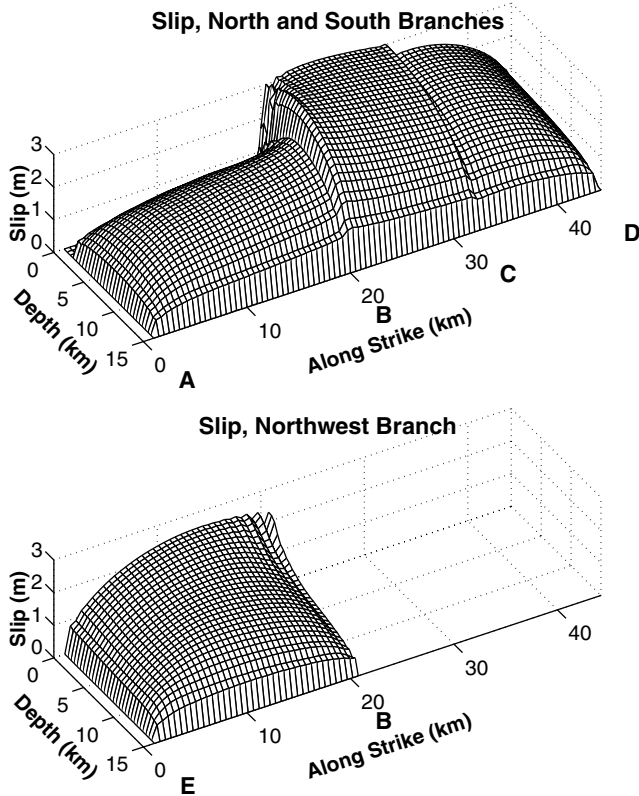 Slip, North and South Branches
3
2
1
0
Slip (m)
0
5
10
15
Depth (km)
0
10
20
30
40
Along Strike (km)
A
B
C
D
Slip, Northwest Branch
3
2
1
0
Slip (m)
0
5
10
15
Depth (km)
0
10
20
30
40
Along Strike (km)
E
B